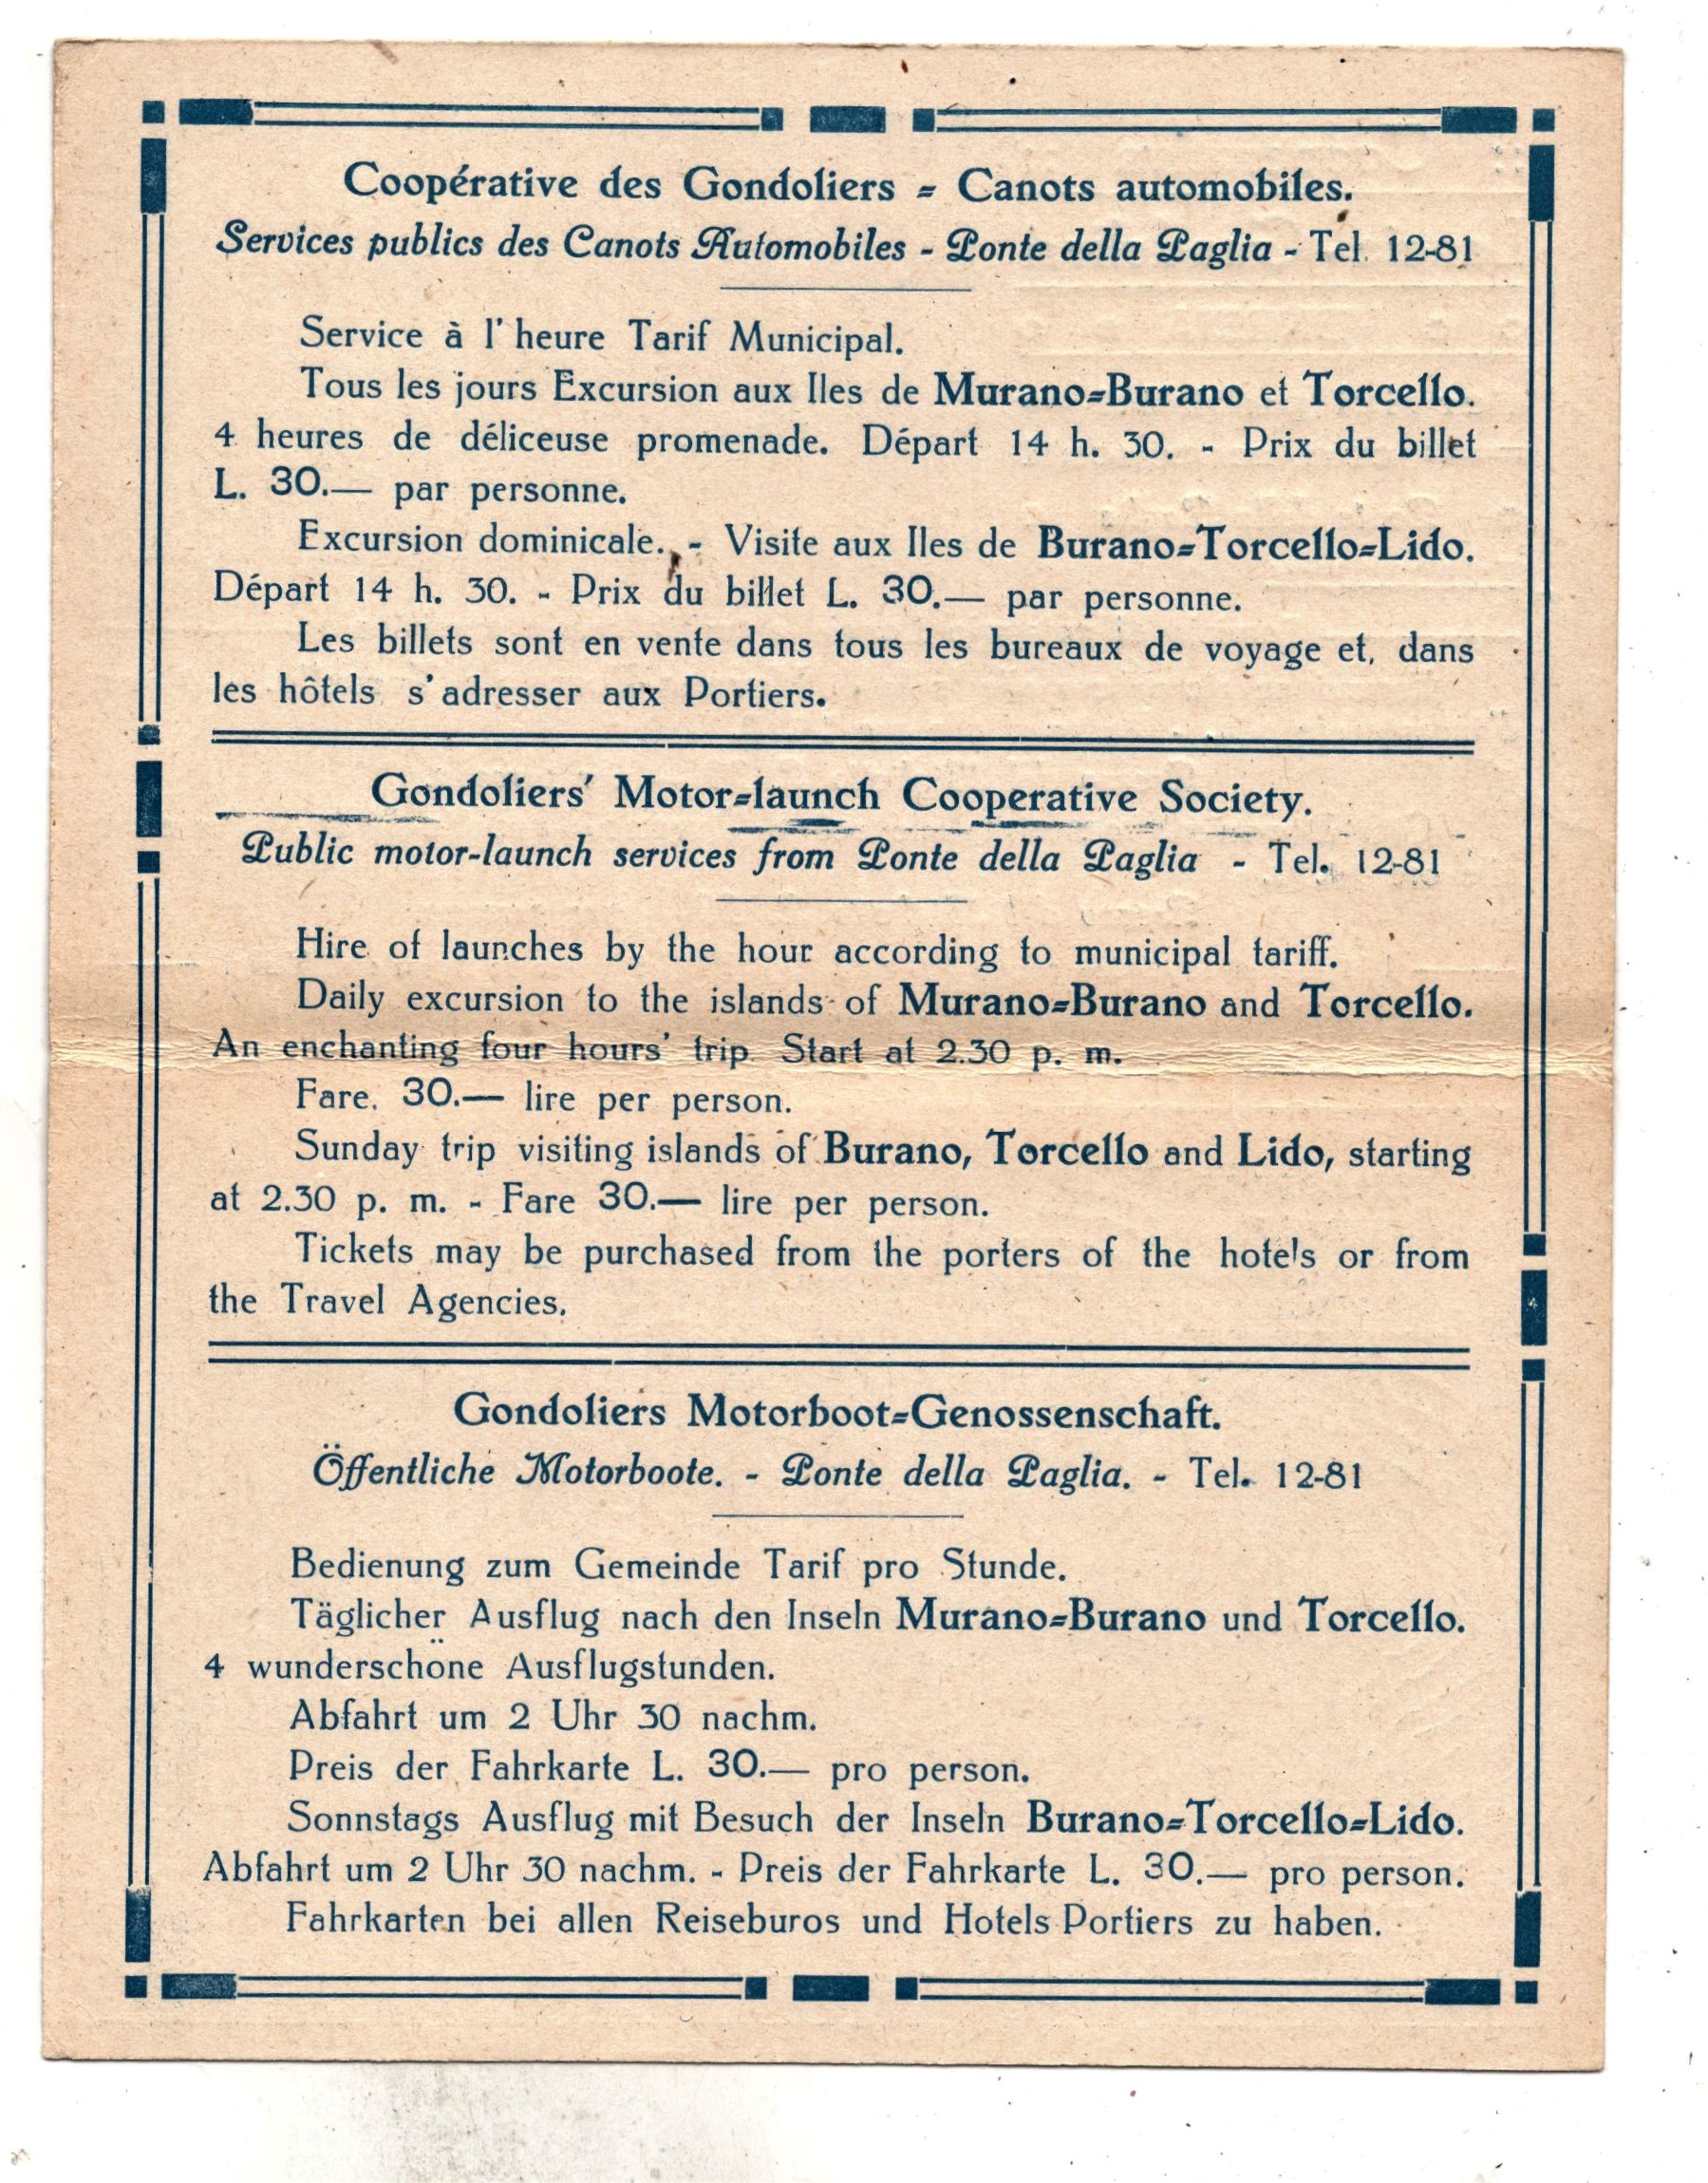 Coopérative des Gondoliers = Canots automobiles.
Services publics des Canots Automobiles - Ponte della Paglia - Tel. 12-81
Service à l'heure Tarif Municipal.
Tous les jours Excursion aux Iles de Murano=Burano et Torcello.
4 heures de déliceuse promenade. Départ 14 h. 30. - Prix du billet
L. 30.— par personne.
Excursion dominicale. - Visite aux Iles de Burano=Torcello=Lido.
Départ 14 h. 30. - Prix du billet L. 30.— par personne.
Les billets sont en vente dans tous les bureaux de voyage et, dans
les hôtels s'adresser aux Portiers.
Gondoliers' Motor=launch Cooperative Society.
Public motor-launch services from Ponte della Paglia - Tel. 12-81
Hire of launches by the hour according to municipal tariff.
Daily excursion to the islands of Murano=Burano and Torcello.
An enchanting four hours' trip. Start at 2.30 p. m.
Fare. 30.— lire per person.
Sunday trip visiting islands of Burano, Torcello and Lido, starting
at 2.30 p. m. - Fare 30.— lire per person.
Tickets may be purchased from the porters of the hotels or from
the Travel Agencies.
Gondoliers Motorboot=Genossenschaft.
Öffentliche Motorboote. - Ponte della Paglia. - Tel. 12-81
Bedienung zum Gemeinde Tarif pro Stunde.
Täglicher Ausflug nach den Inseln Murano=Burano und Torcello.
4 wunderschöne Ausflugstunden.
Abfahrt um 2 Uhr 30 nachm.
Preis der Fahrkarte L. 30.— pro person.
Sonnstags Ausflug mit Besuch der Inseln Burano=Torcello=Lido.
Abfahrt um 2 Uhr 30 nachm. - Preis der Fahrkarte L. 30.— pro person.
Fahrkarten bei allen Reiseburos und Hotels Portiers zu haben.